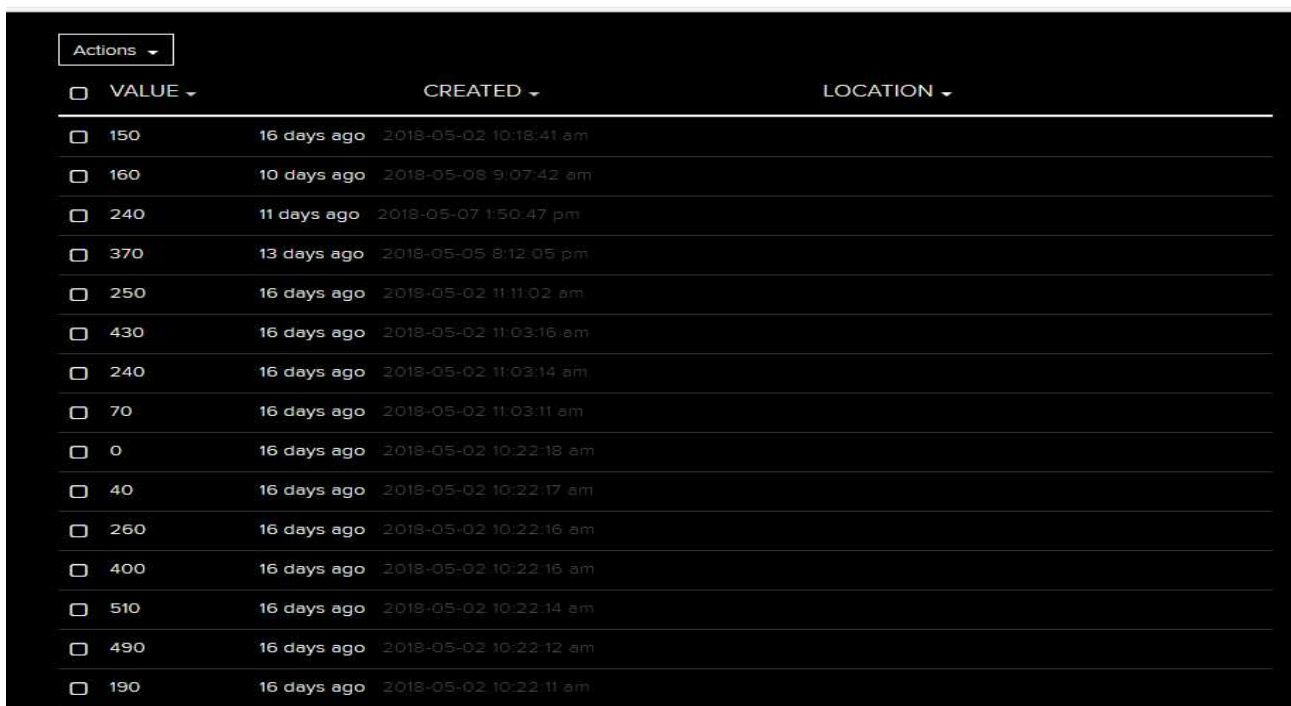 Actions
VALUE CREATED LOCATION
150 16 days ago 2018-05-02 10:18:41 am
160 10 days ago 2018-05-08 9:07:42 am
240 11 days ago 2018-05-07 1:50:47 pm
370 13 days ago 2018-05-05 8:12:05 pm
250 16 days ago 2018-05-02 11:11:02 am
430 16 days ago 2018-05-02 11:03:16 am
240 16 days ago 2018-05-02 11:03:14 am
70 16 days ago 2018-05-02 11:03:11 am
0 16 days ago 2018-05-02 10:22:18 am
40 16 days ago 2018-05-02 10:22:17 am
260 16 days ago 2018-05-02 10:22:16 am
400 16 days ago 2018-05-02 10:22:16 am
510 16 days ago 2018-05-02 10:22:14 am
490 16 days ago 2018-05-02 10:22:12 am
190 16 days ago 2018-05-02 10:22:11 am